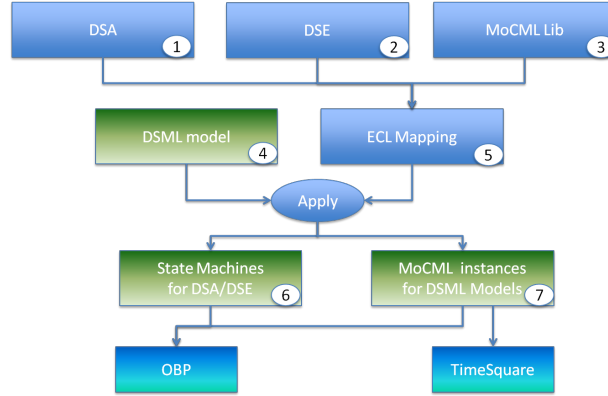 DSA
1
DSE
2
MoCML Lib
3
DSML model
4
ECL Mapping
5
Apply
State Machines
for DSA/DSE
6
MoCML instances
for DSML Models
7
OBP
TimeSquare